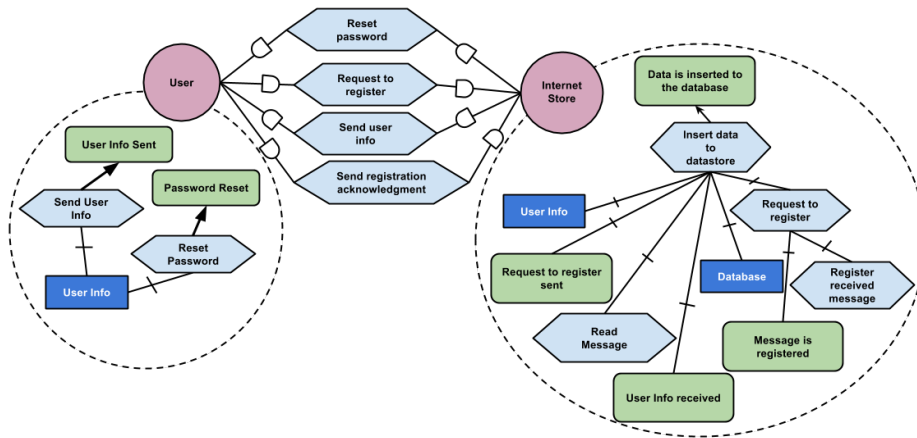 Reset
password
User
Request to
register
Internet
Store
Data is inserted to
the database
Send user
info
User Info Sent
Insert data
to
datastore
Send registration
acknowledgment
Password Reset
Send User
Info
User Info
Request to
register
Reset
Password
Request to register
sent
Database
Register
received
message
User Info
Read
Message
Message is
registered
User Info received